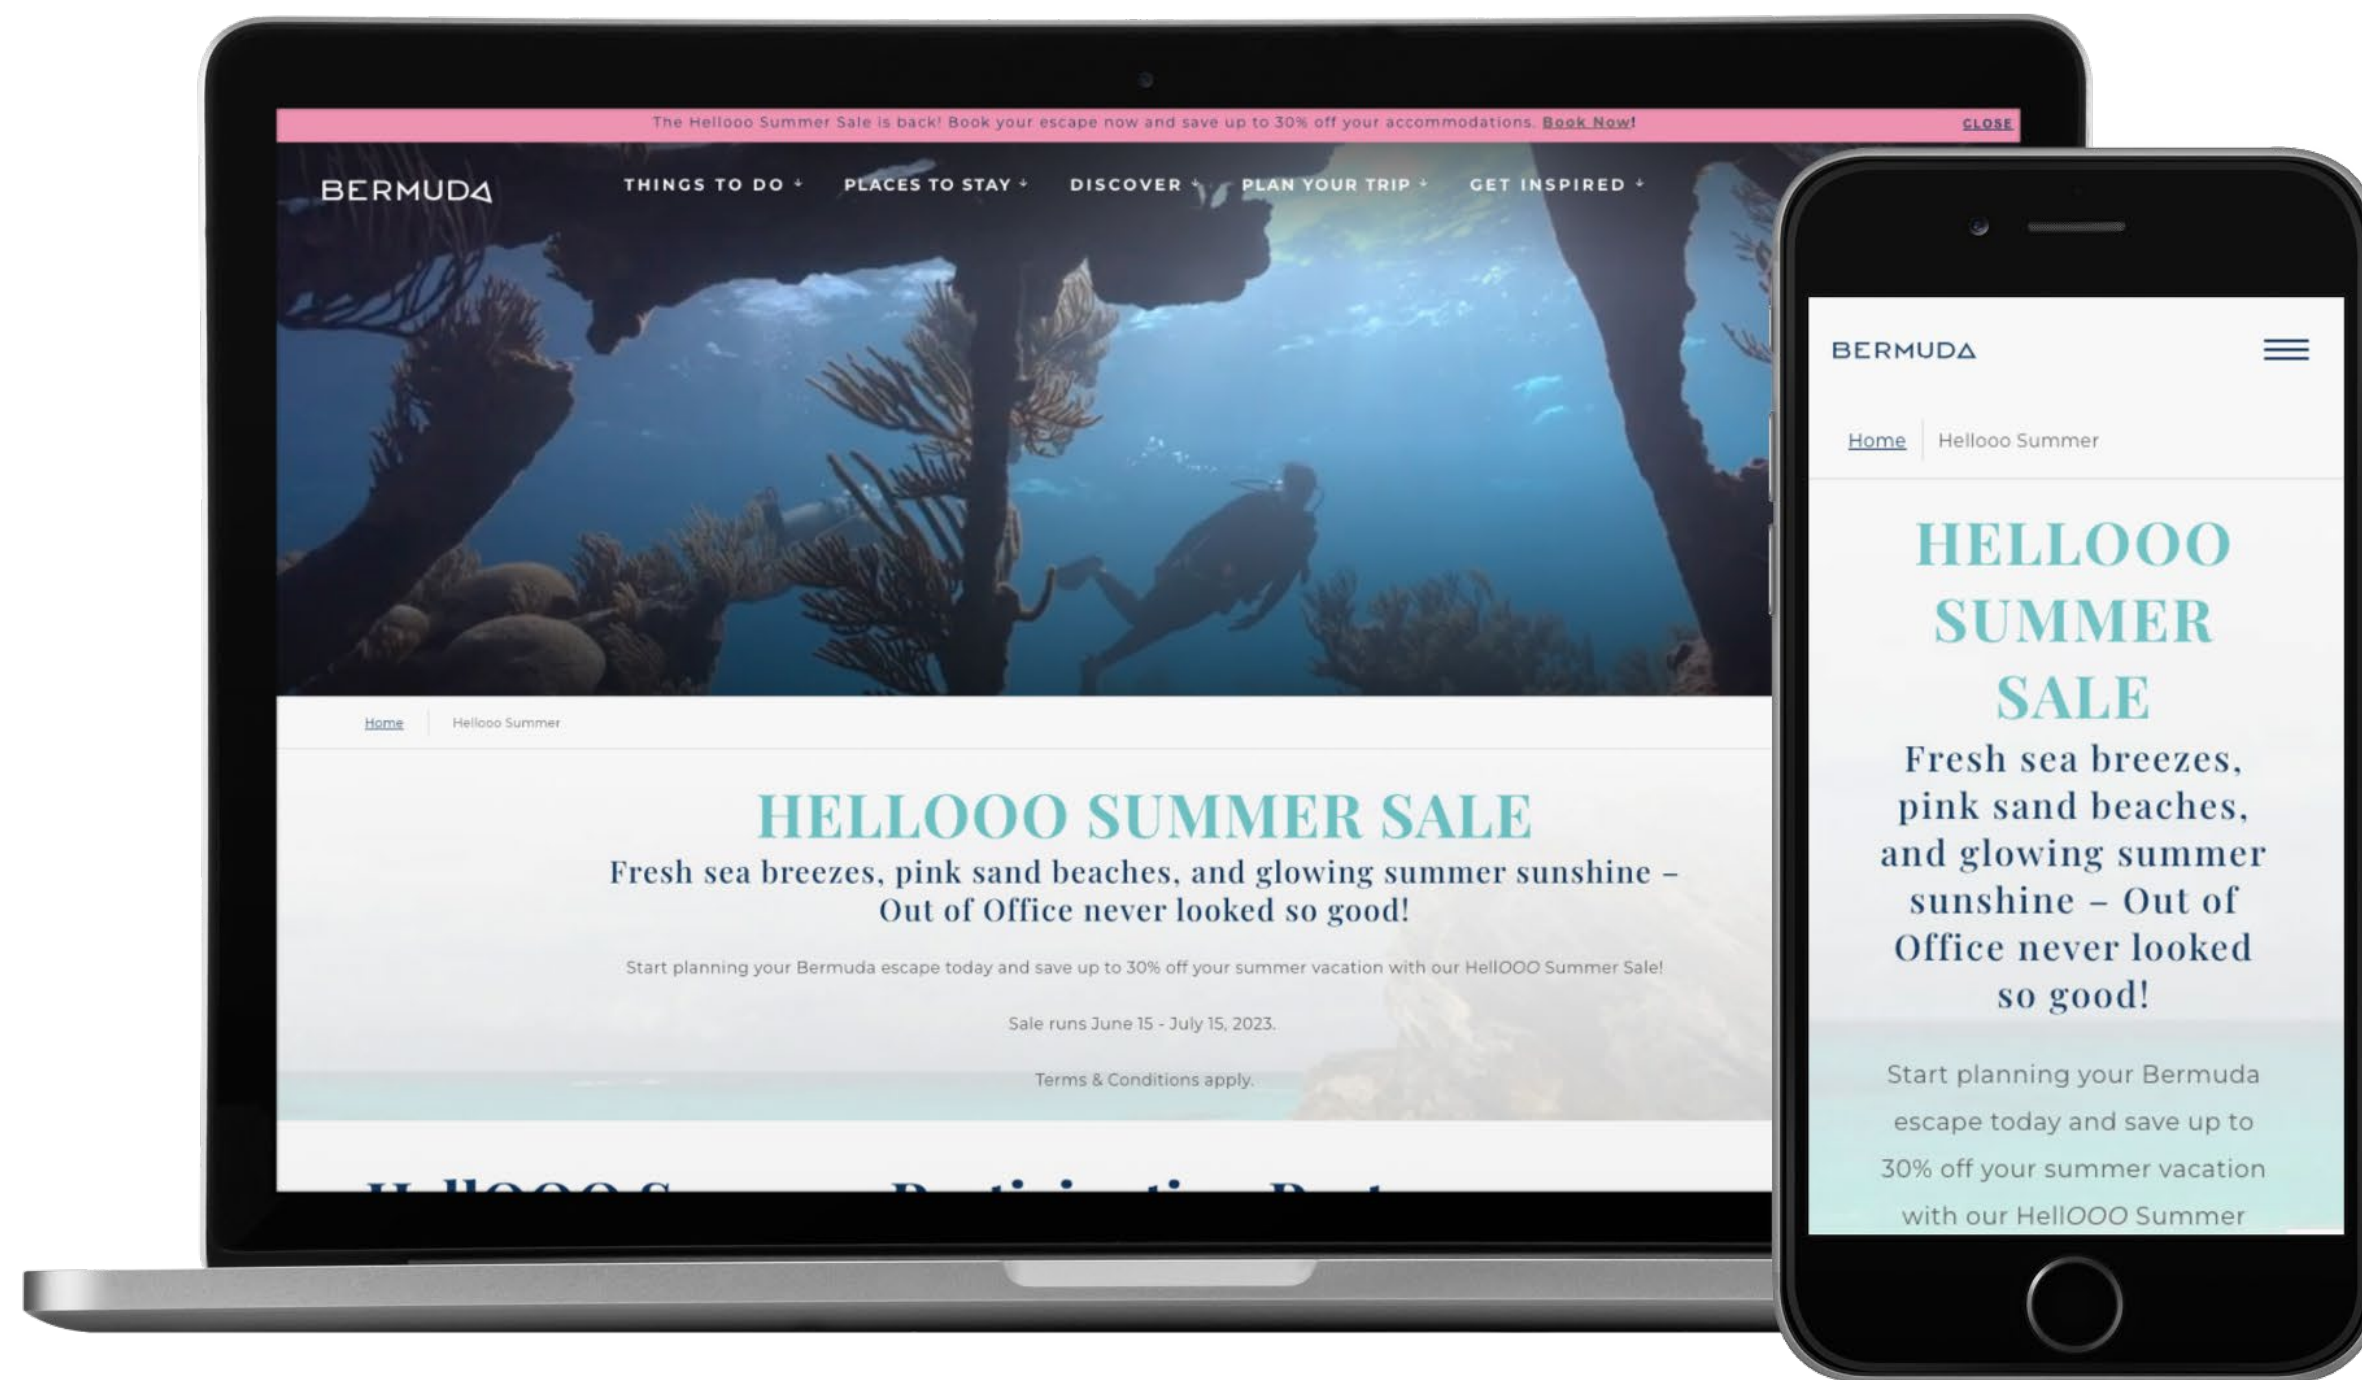 The Hellooo Summer Sale is back! Book your escape now and save up to 30% off your accommodations. Book Now!
CLOSE
BERMUDA
THINGS TO DO
PLACES TO STAY
DISCOVER
PLAN YOUR TRIP
GET INSPIRED
Home
Hellooo Summer
HELLOOO SUMMER SALE
Fresh sea breezes, pink sand beaches, and glowing summer sunshine –
Out of Office never looked so good!
Start planning your Bermuda escape today and save up to 30% off your summer vacation with our HellOOO Summer Sale!
Sale runs June 15 - July 15, 2023.
Terms & Conditions apply.
BERMUDA
Home
Hellooo Summer
HELLOOO
SUMMER
SALE
Fresh sea breezes,
pink sand beaches,
and glowing summer
sunshine – Out of
Office never looked
so good!
Start planning your Bermuda
escape today and save up to
30% off your summer vacation
with our HellOOO Summer